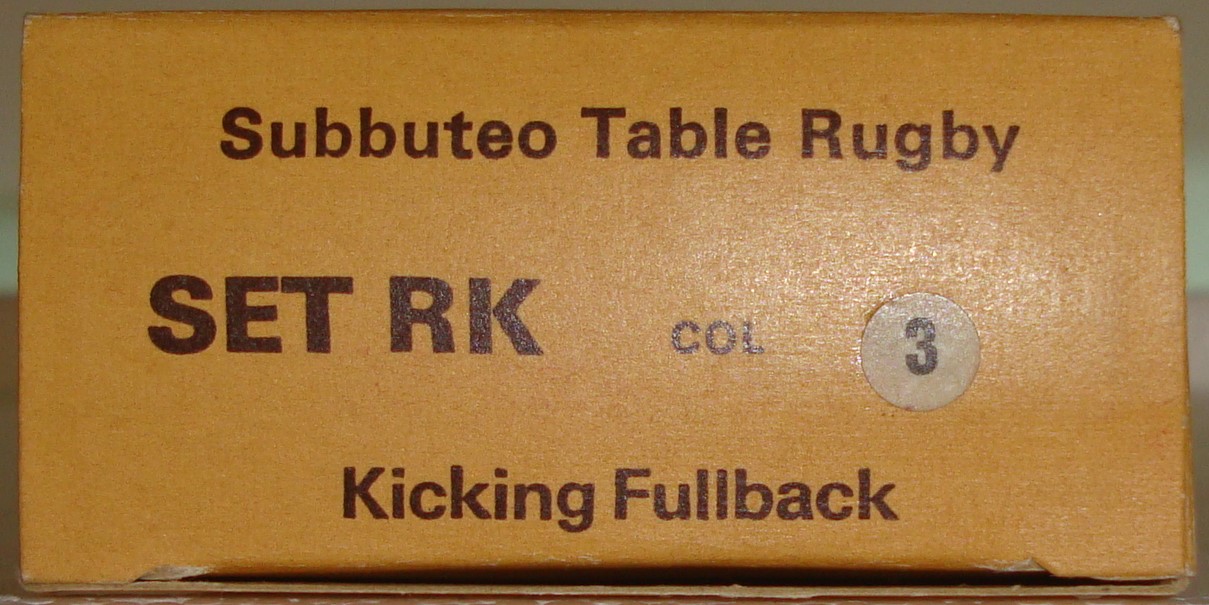 Subbuteo Table Rugby
SET RK COL 3
Kicking Fullback